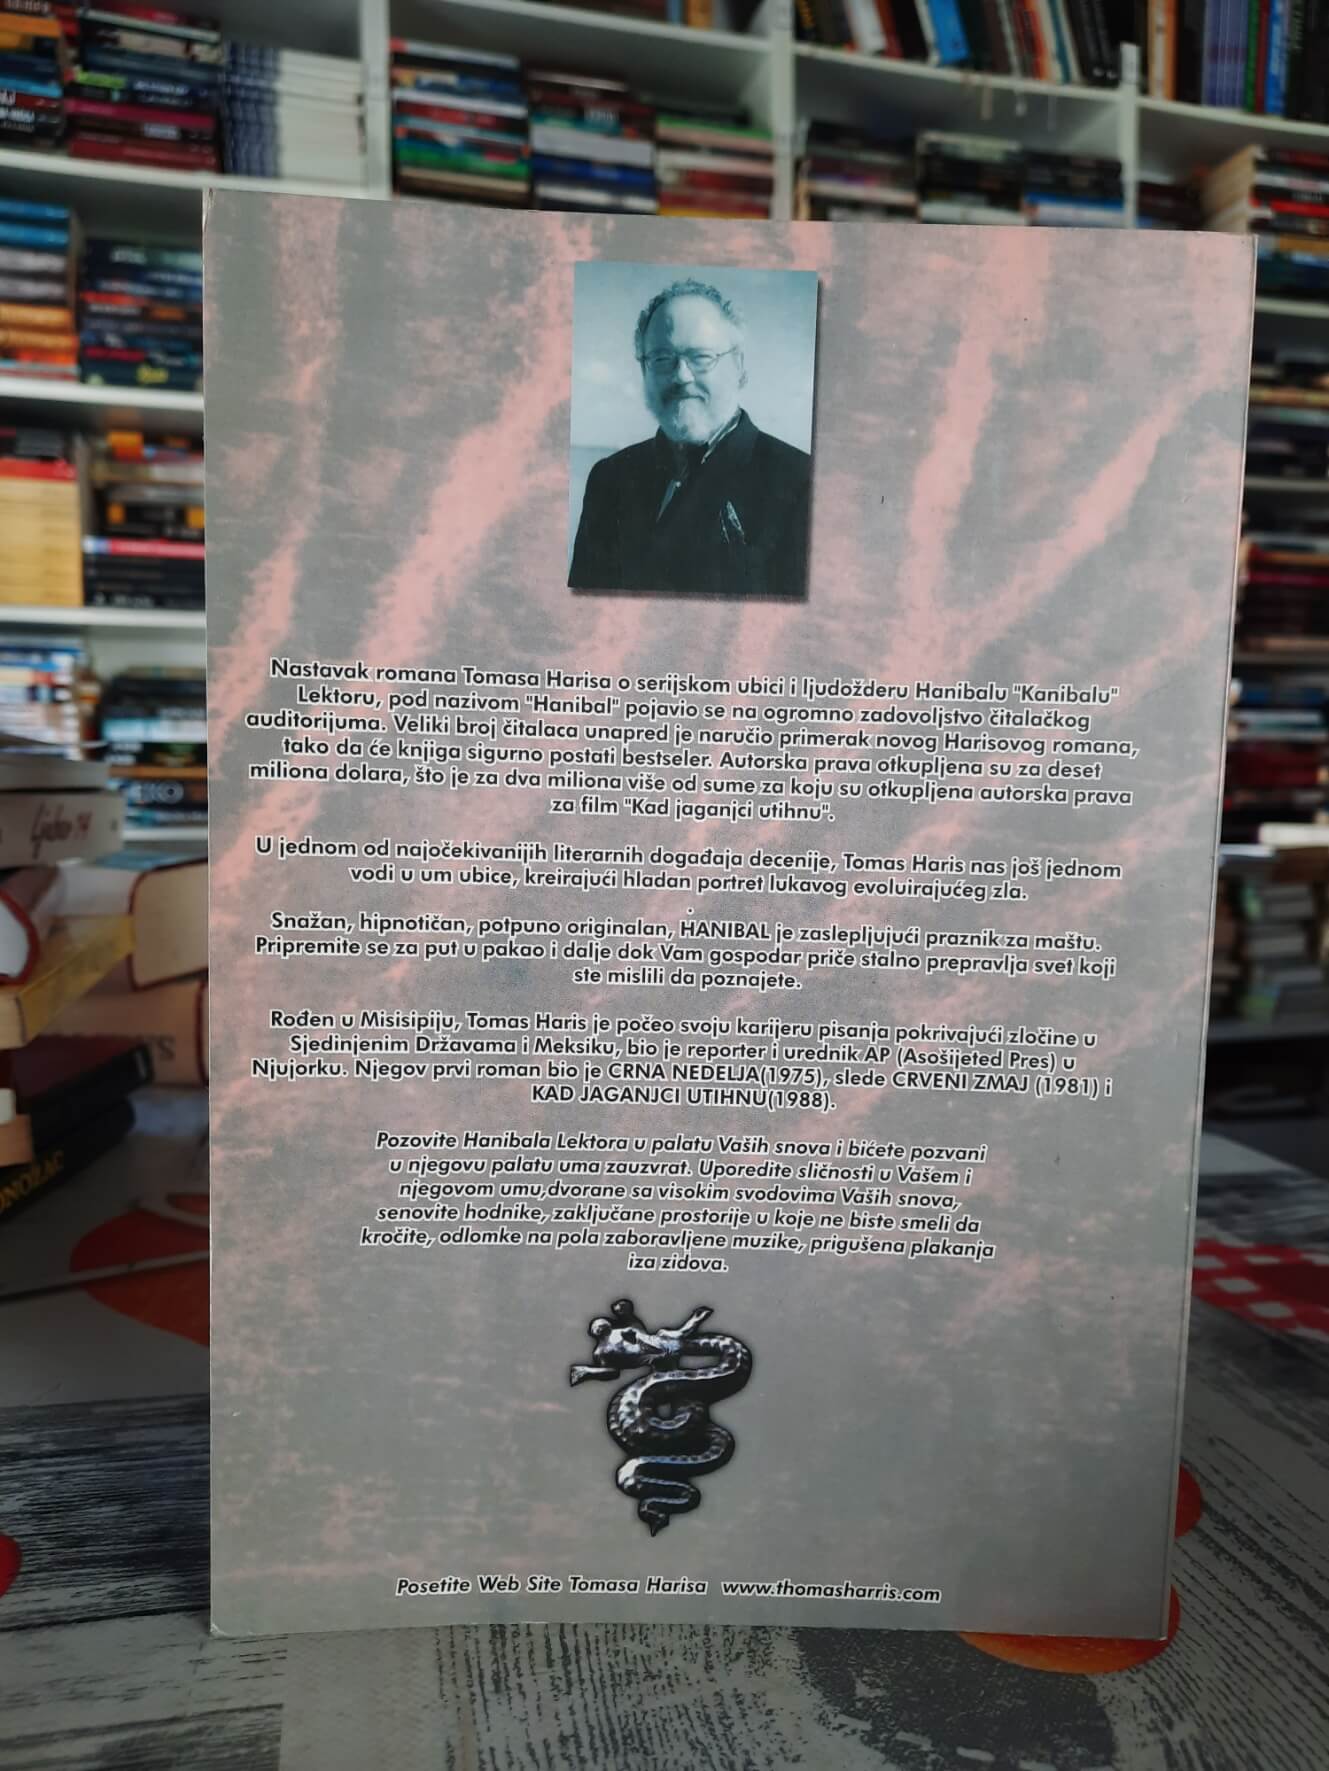 Nastavak romana Tomasa Harisa o serijskom ubici i ljudožderu Hanibalu "Kanibalu"
Lektoru, pod nazivom "Hanibal" pojavio se na ogromno zadovoljstvo čitalačkog
auditorijuma. Veliki broj čitalaca unapred je naručio primerak novog Harisovog romana,
tako da će knjiga sigurno postati bestseler. Autorska prava otkupljena su za deset
miliona dolara, što je za dva miliona više od sume za koju su otkupljena autorska prava
za film "Kad jaganjci utihnu".
U jednom od najočekivanijih literarnih događaja decenije, Tomas Haris nas još jednom
vodi u um ubice, kreirajući hladan portret lukavog evoluirajućeg zla.
.
Snažan, hipnotičan, potpuno originalan, HANIBAL je zaslepljujući praznik za maštu.
Pripremite se za put u pakao i dalje dok Vam gospodar priče stalno prepravlja svet koji
ste mislili da poznajete.
Rođen u Misisipiju, Tomas Haris je počeo svoju karijeru pisanja pokrivajući zločine u
Sjedinjenim Državama i Meksiku, bio je reporter i urednik AP (Asošijeted Pres) u
Njujorku. Njegov prvi roman bio je CRNA NEDELJA(1975), slede CRVENI ZMAJ (1981) i
KAD JAGANJCI UTIHNU(1988).
Pozovite Hanibala Lektora u palatu Vaših snova i bićete pozvani
u njegovu palatu uma zauzvrat. Uporedite sličnosti u Vašem i
njegovom umu,dvorane sa visokim svodovima Vaših snova,
senovite hodnike, zaključane prostorije u koje ne biste smeli da
kročite, odlomke na pola zaboravljene muzike, prigušena plakanja
iza zidova.
Posetite Web Site Tomasa Harisa www.thomasharris.com